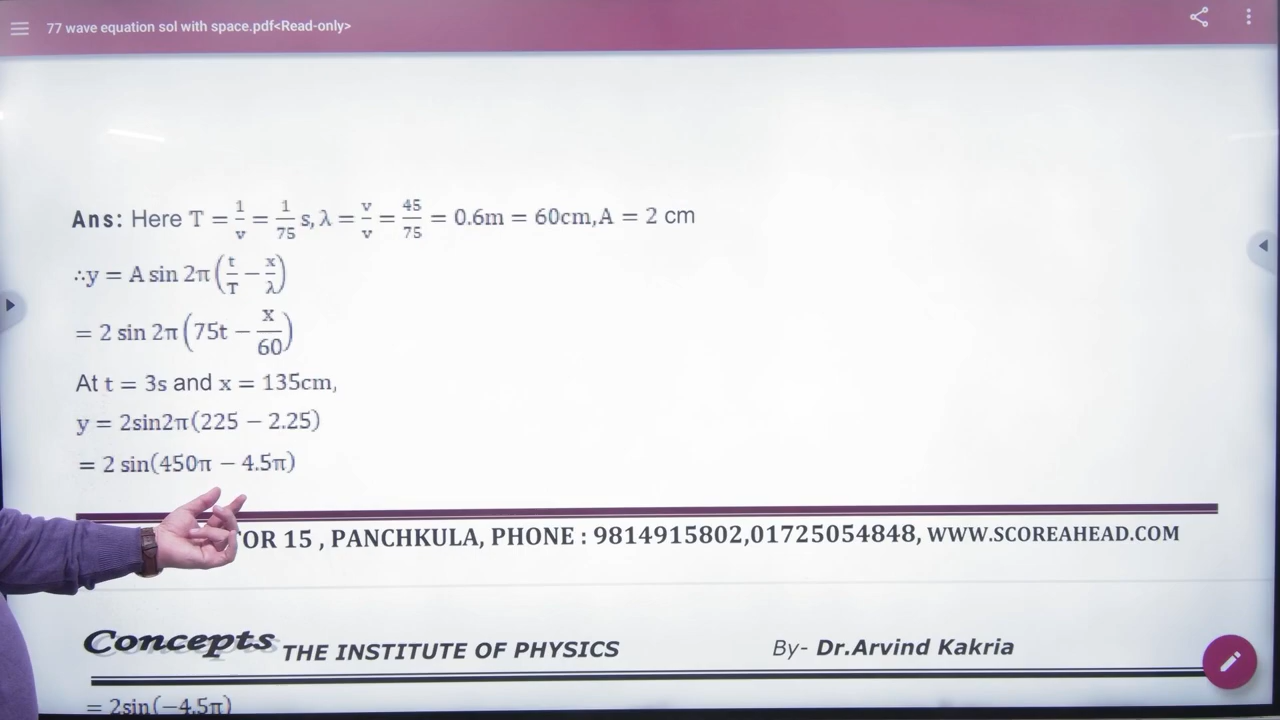 77 wave equation sol with space.pdf<Read-only>
Ans: Here T = 1/v = 1/75 s, λ = v/v = 45/75 = 0.6m = 60cm, A = 2 cm
∴y = A sin 2π(t/T − x/λ)
= 2 sin 2π(75t − x/60)
At t = 3s and x = 135cm,
y = 2sin2π(225 − 2.25)
= 2 sin(450π − 4.5π)
OR 15 , PANCHKULA, PHONE : 9814915802,01725054848, WWW.SCOREAHEAD.COM
Concepts THE INSTITUTE OF PHYSICS By- Dr.Arvind Kakria
= 2sin(−4.5π)